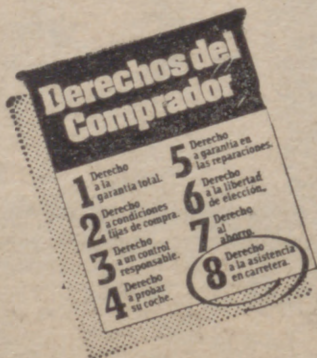 Derechos del
Comprador
1 Derecho
a la
garantía total.
2 Derecho
a condiciones
fijas de compra.
3 Derecho
a un control
responsable.
4 Derecho
a probar
su coche.
5 Derecho
a garantía en
las reparaciones.
6 Derecho
a la libertad
de elección.
7 Derecho
al
ahorro.
8 Derecho
a la asistencia
en carretera.